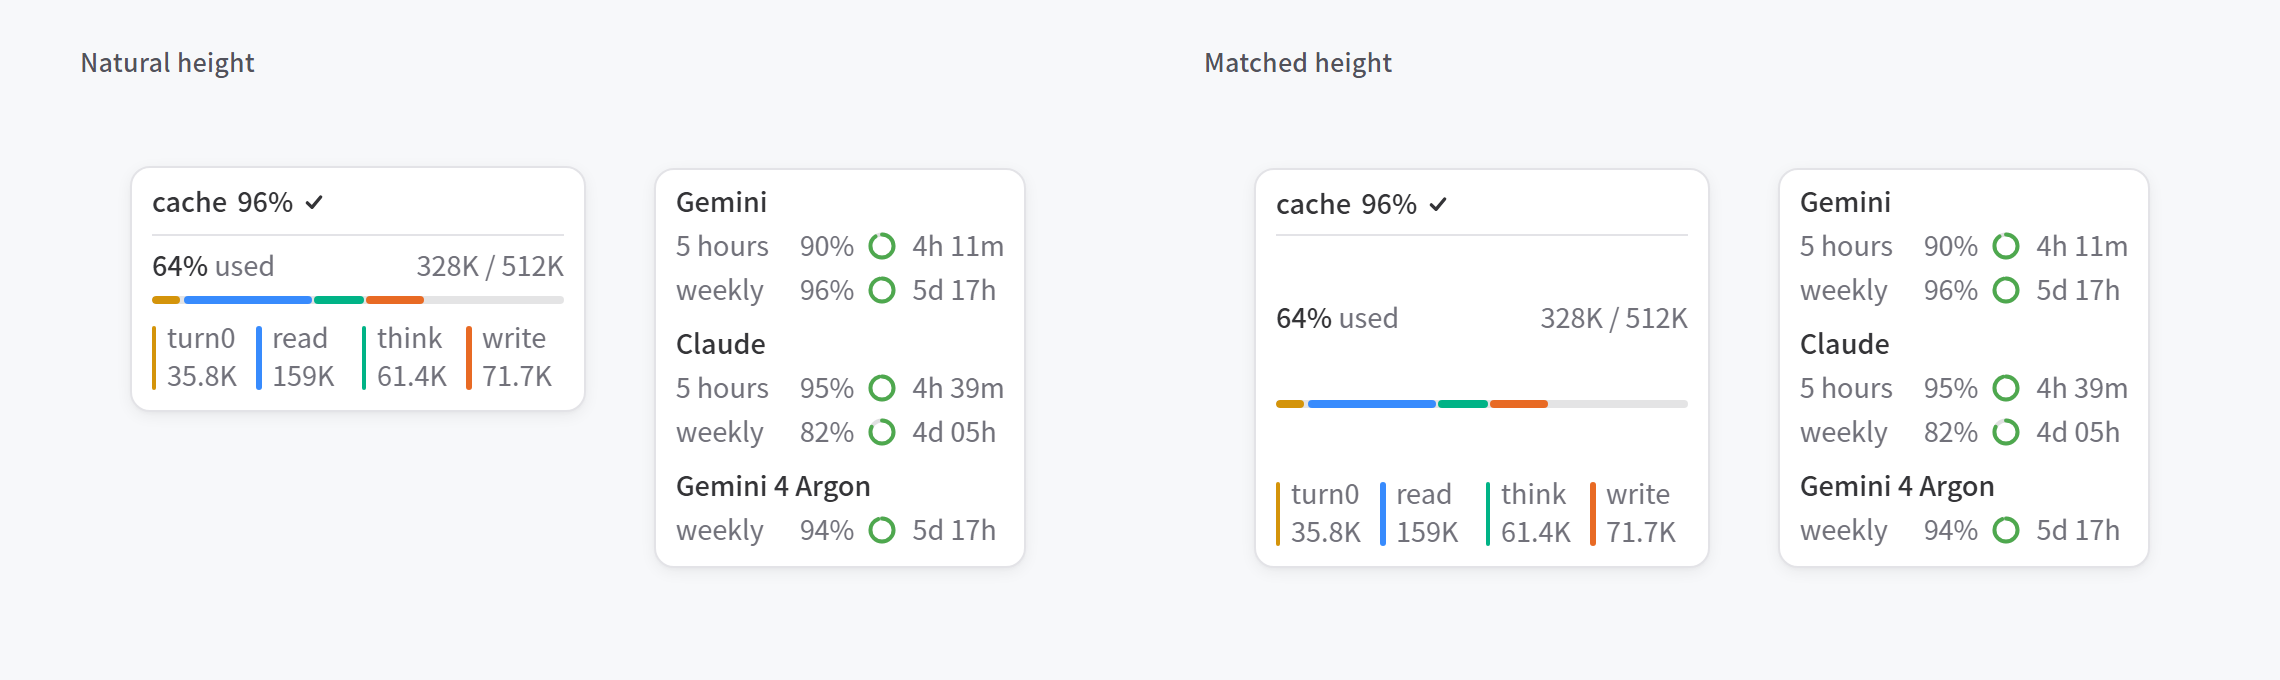 Natural height
cache 96%
64% used 328K / 512K
turn0 read think write
35.8K 159K 61.4K 71.7K
Gemini
5 hours 90% 4h 11m
weekly 96% 5d 17h
Claude
5 hours 95% 4h 39m
weekly 82% 4d 05h
Gemini 4 Argon
weekly 94% 5d 17h
Matched height
cache 96%
64% used 328K / 512K
turn0 read think write
35.8K 159K 61.4K 71.7K
Gemini
5 hours 90% 4h 11m
weekly 96% 5d 17h
Claude
5 hours 95% 4h 39m
weekly 82% 4d 05h
Gemini 4 Argon
weekly 94% 5d 17h